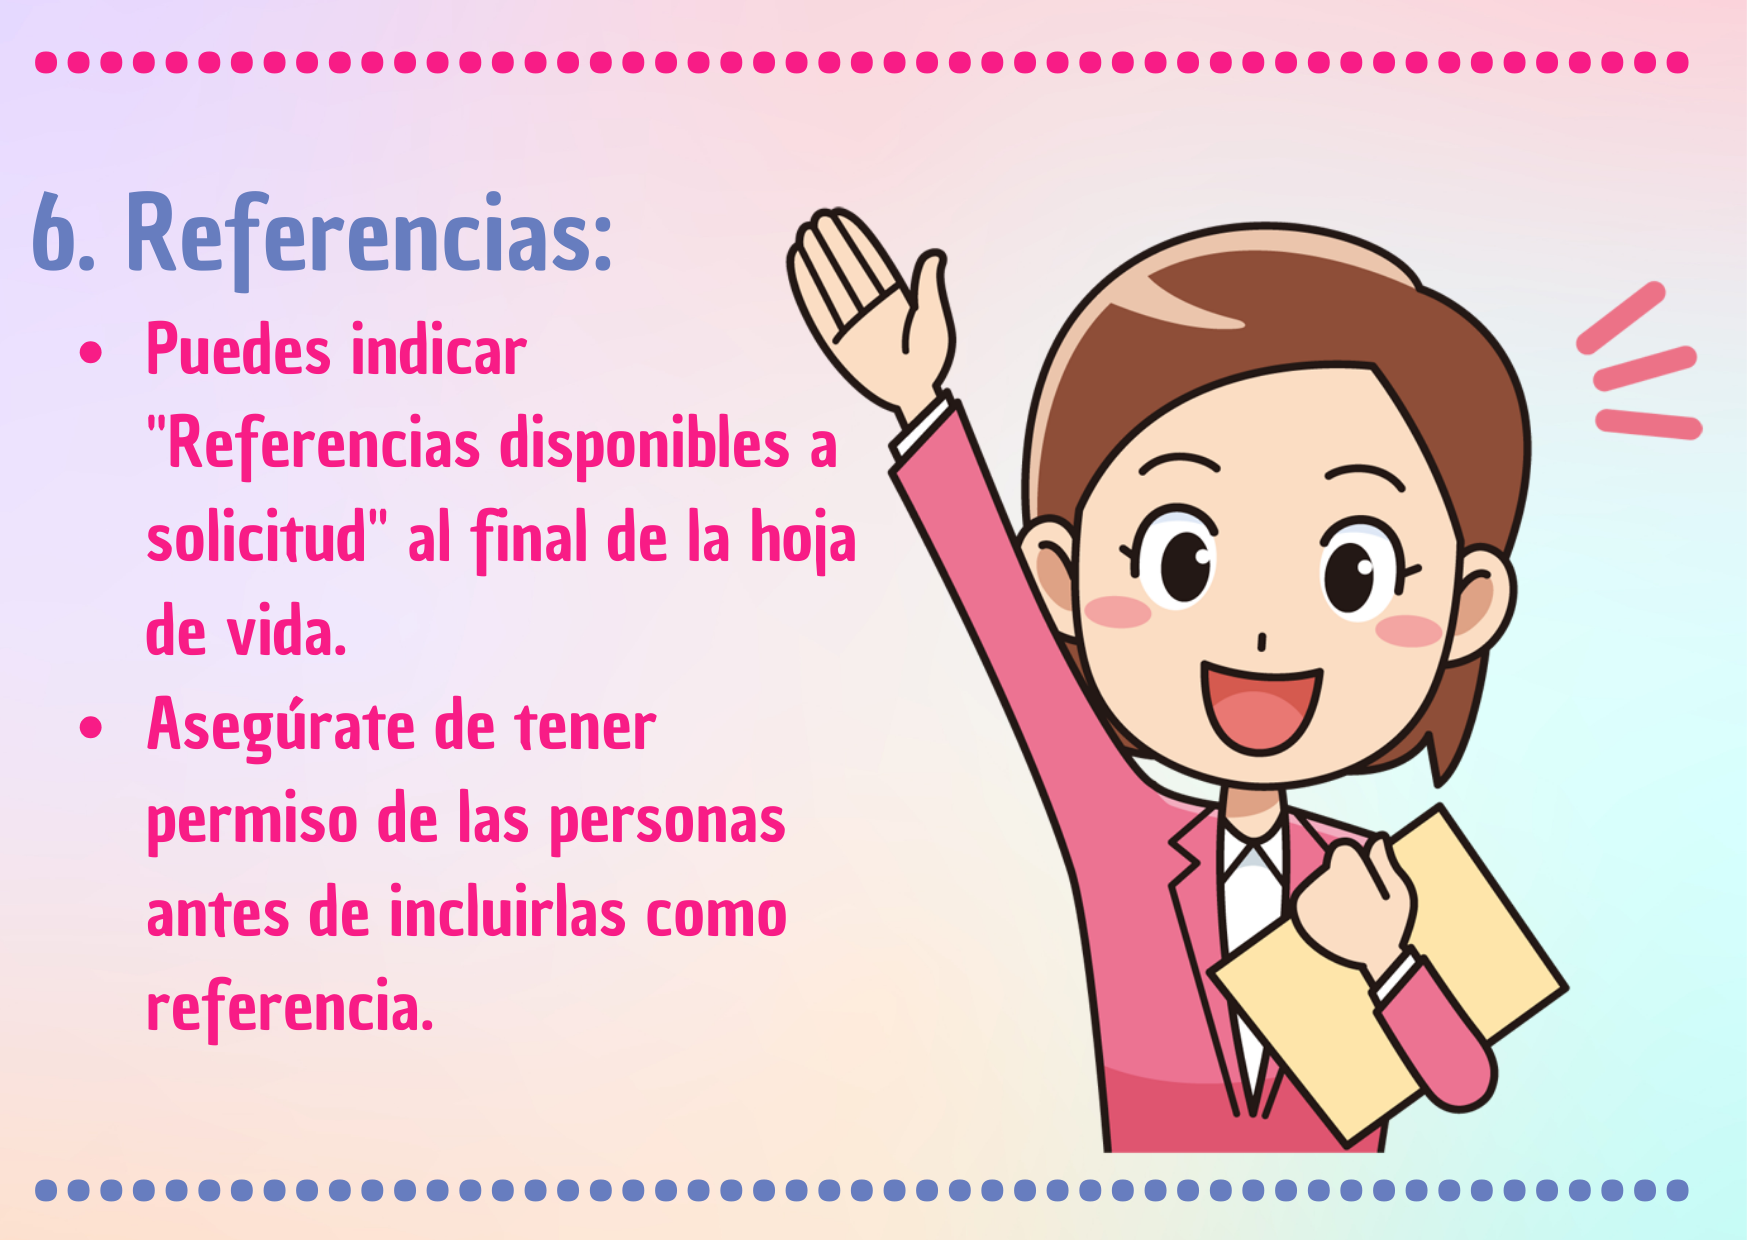 6. Referencias:
• Puedes indicar
"Referencias disponibles a
solicitud" al final de la hoja
de vida.
• Asegúrate de tener
permiso de las personas
antes de incluirlas como
referencia.